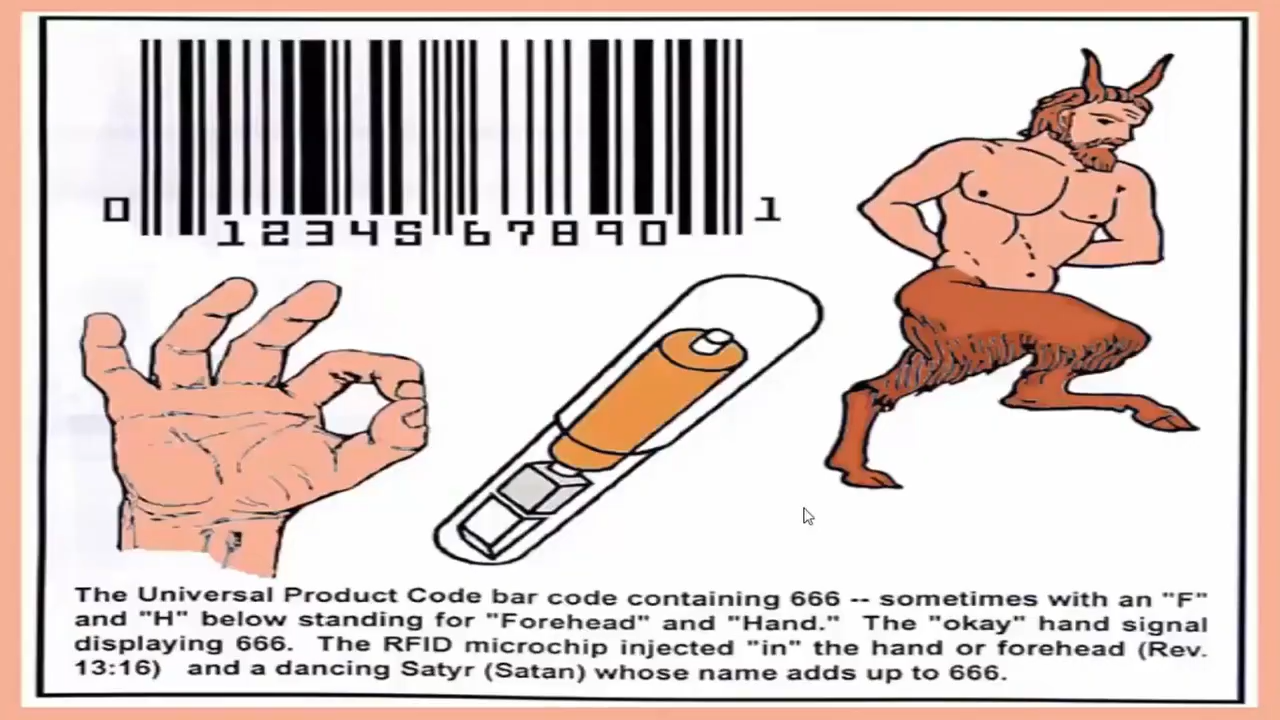 0 12345 67890 1
The Universal Product Code bar code containing 666 -- sometimes with an "F"
and "H" below standing for "Forehead" and "Hand." The "okay" hand signal
displaying 666. The RFID microchip injected "in" the hand or forehead (Rev.
13:16) and a dancing Satyr (Satan) whose name adds up to 666.